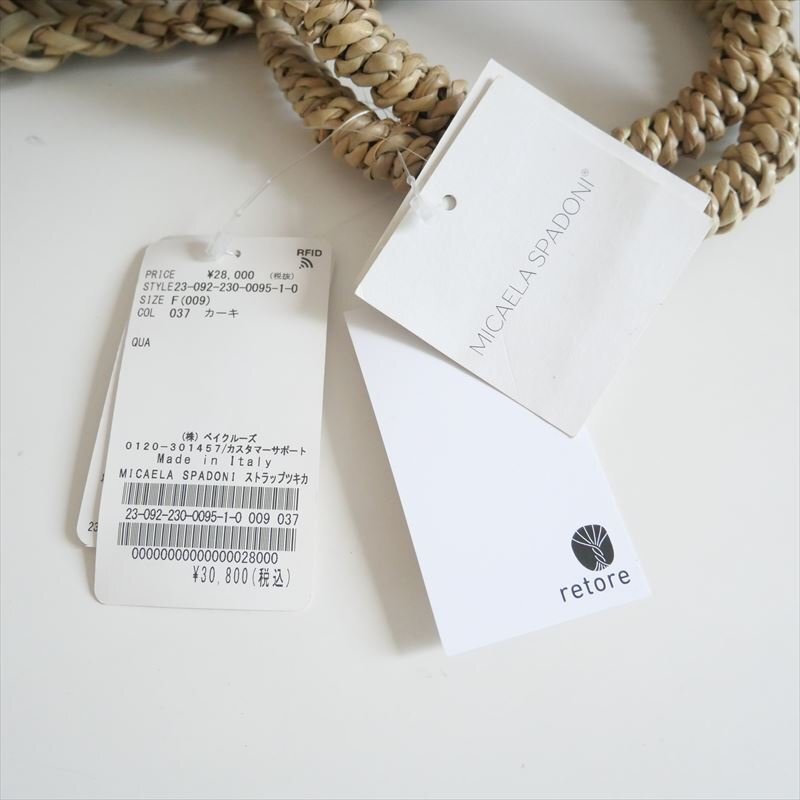 RFID
PRICE ¥28,000 (税抜)
STYLE23-092-230-0095-1-0
SIZE F(009)
COL 037 カーキ
QUA
(株)ベイクルーズ
0120-301457/カスタマーサポート
Made in Italy
MICAELA SPADONI ストラップツキカ
23-092-230-0095-1-0 009 037
00000000000000028000
¥30,800(税込)
23
MICAELA SPADONI®
retore